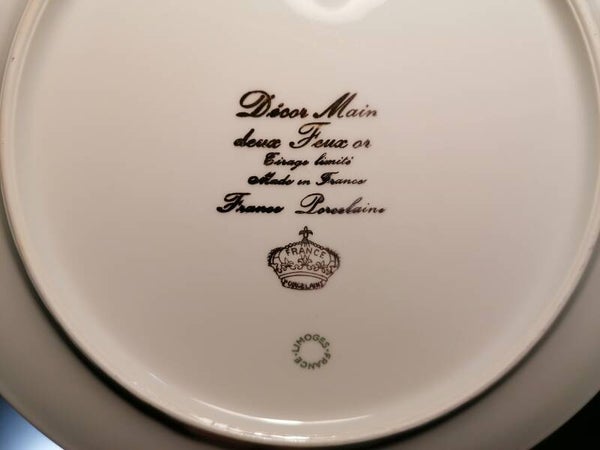 Décor Main
deux Feux or
Tirage limité
Made in France
France Porcelaine
FRANCE
PORCELAINE
LIMOGES • FRANCE •